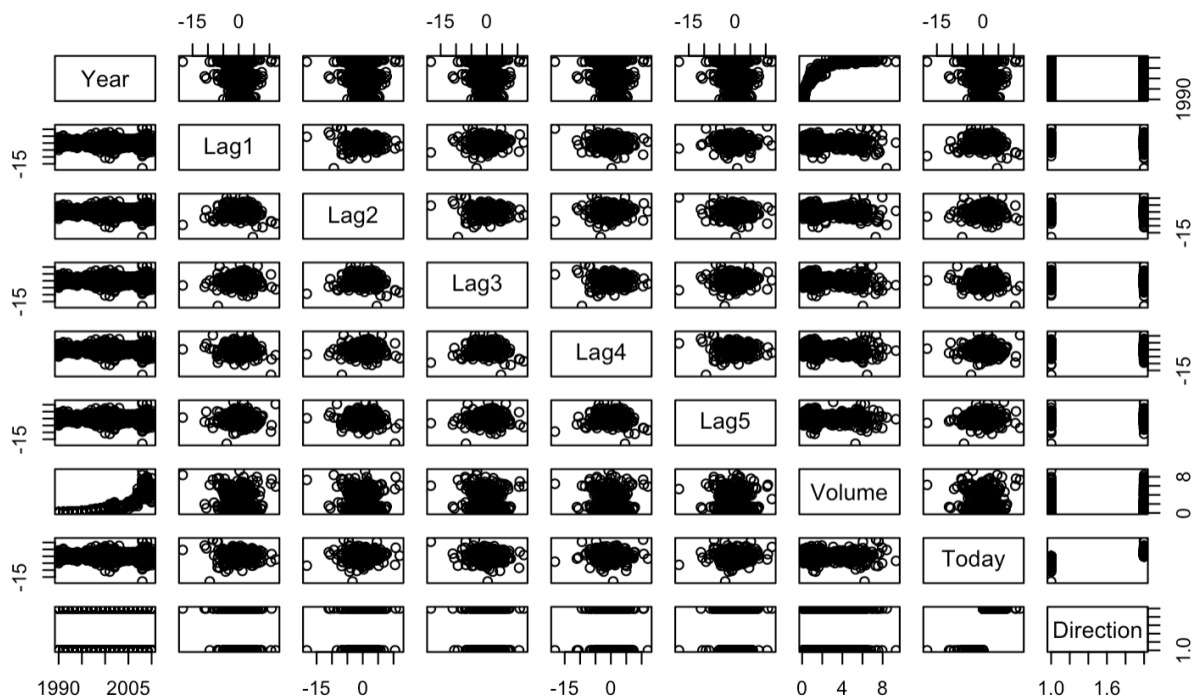 -15 0 -15 0 -15 0 -15 0
Year 1990
-15 Lag1
Lag2 -15
-15 Lag3
Lag4 -15
-15 Lag5
Volume 0 8
-15 Today
Direction 1.0
1990 2005 -15 0 -15 0 0 4 8 1.0 1.6